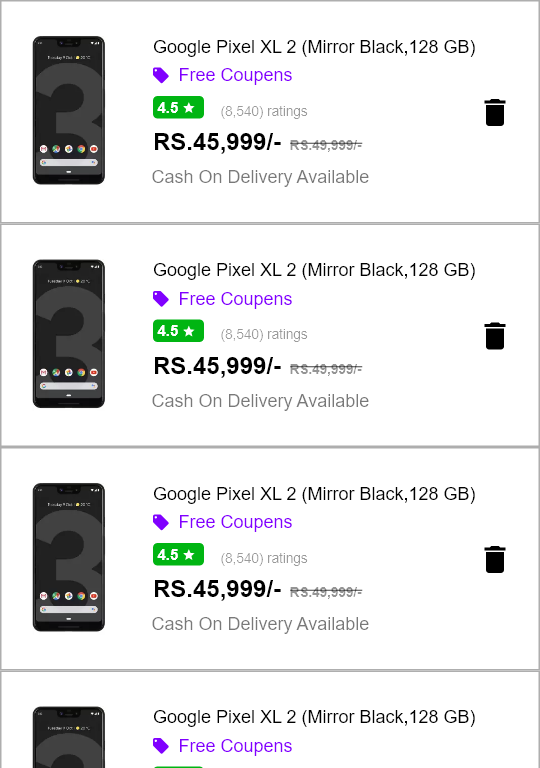 Google Pixel XL 2 (Mirror Black,128 GB)
Free Coupons
4.5 ★ (8,540) ratings
RS.45,999/- RS.49,999/-
Cash On Delivery Available
Google Pixel XL 2 (Mirror Black,128 GB)
Free Coupons
4.5 ★ (8,540) ratings
RS.45,999/- RS.49,999/-
Cash On Delivery Available
Google Pixel XL 2 (Mirror Black,128 GB)
Free Coupons
4.5 ★ (8,540) ratings
RS.45,999/- RS.49,999/-
Cash On Delivery Available
Google Pixel XL 2 (Mirror Black,128 GB)
Free Coupons